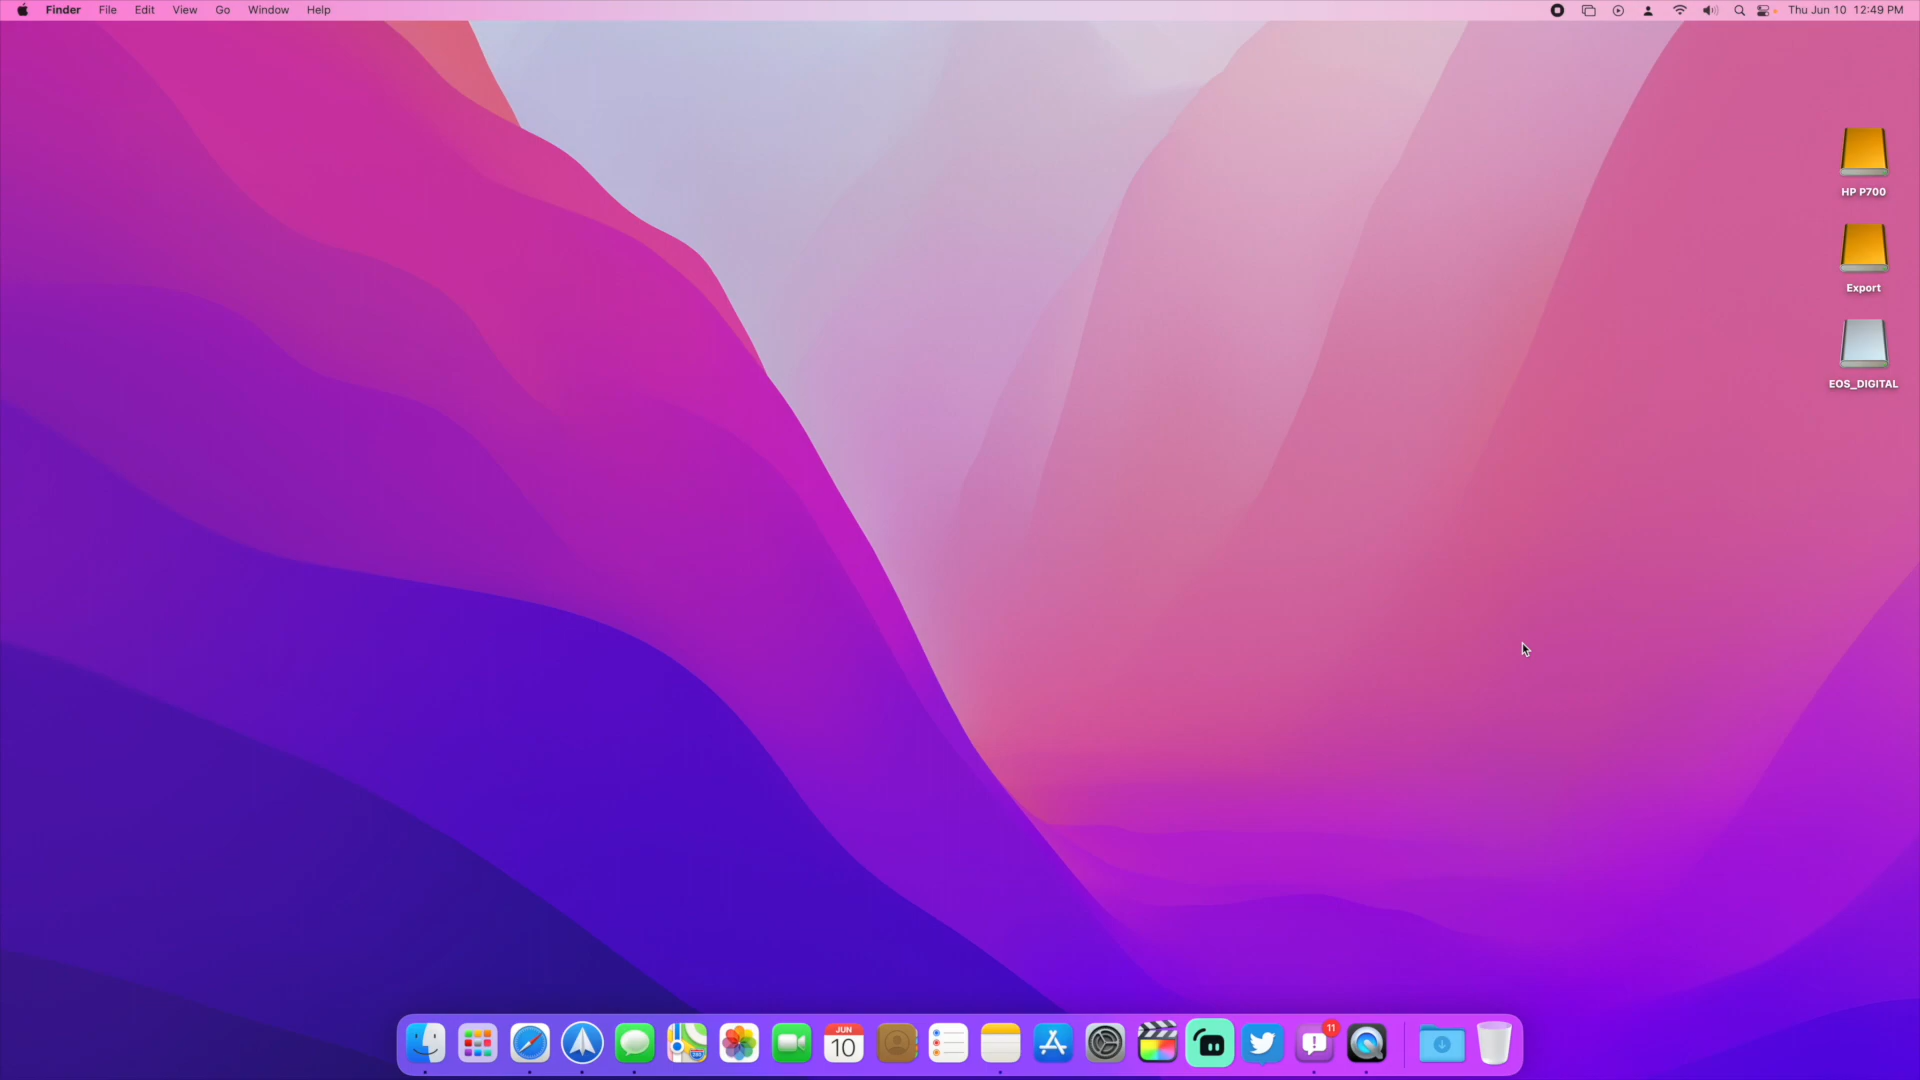 Finder File Edit View Go Window Help Thu Jun 10 12:49 PM
HP P700
Export
EOS_DIGITAL
JUN
10
11